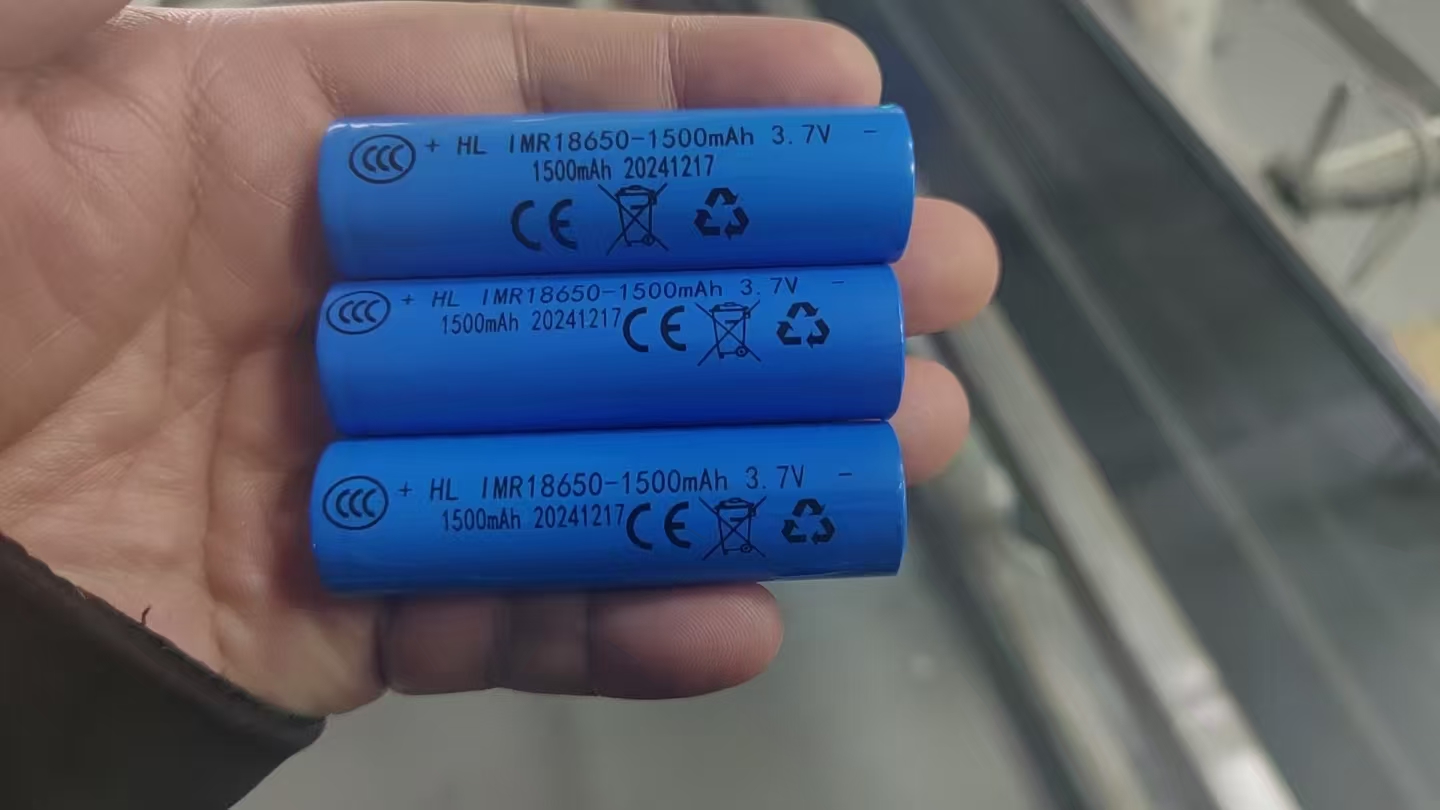 CCC + HL IMR18650-1500mAh 3.7V -
1500mAh 20241217
CE
CCC + HL IMR18650-1500mAh 3.7V -
1500mAh 20241217 CE
CCC + HL IMR18650-1500mAh 3.7V -
1500mAh 20241217 CE